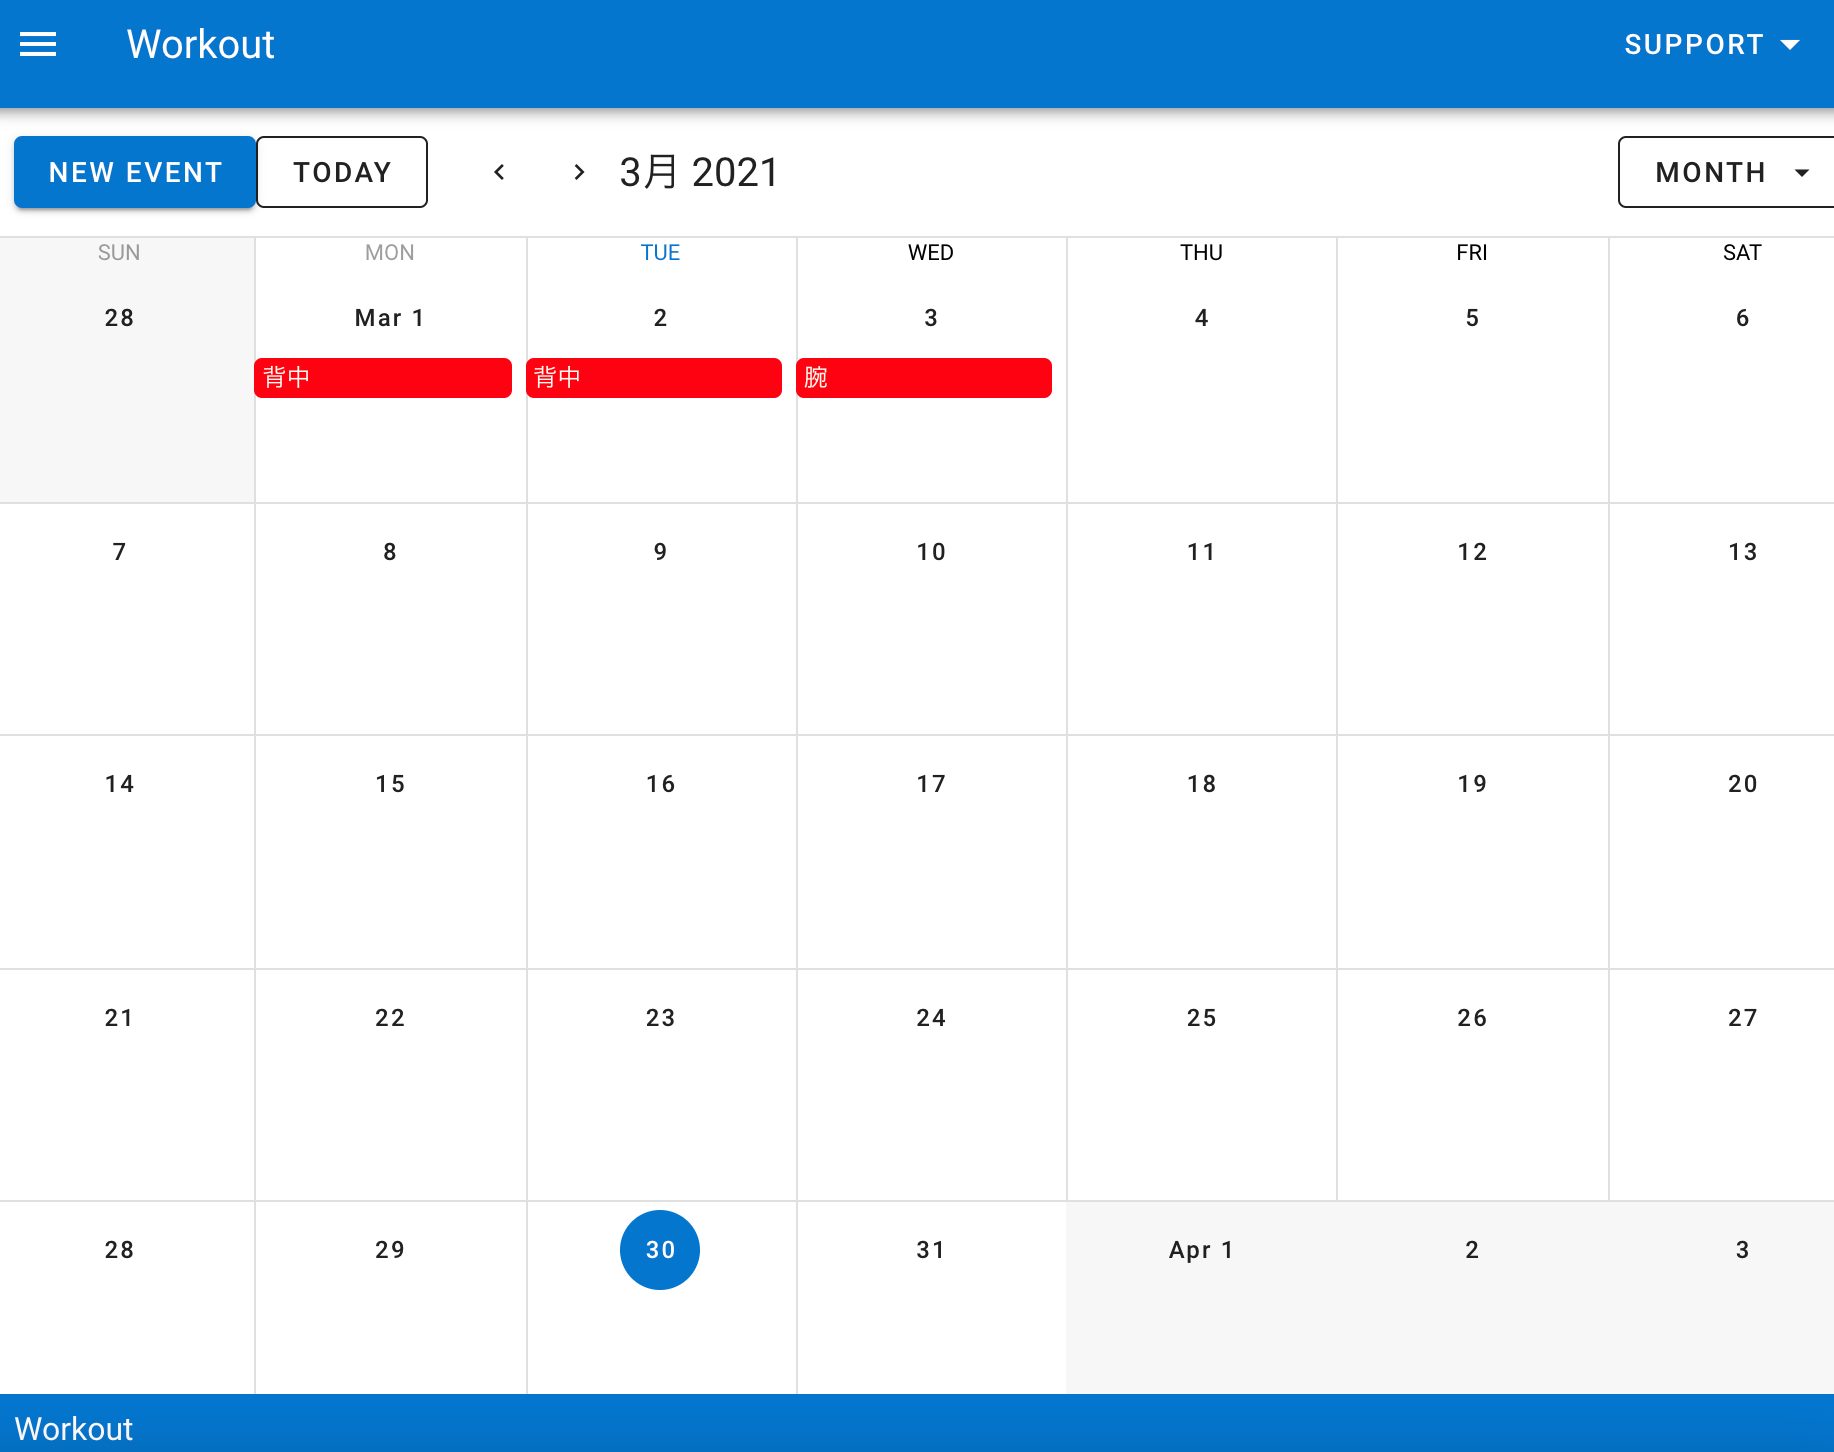 Workout
SUPPORT
NEW EVENT
TODAY
3月 2021
MONTH
SUN MON TUE WED THU FRI SAT
28 Mar 1 2 3 4 5 6
背中 背中 腕
7 8 9 10 11 12 13
14 15 16 17 18 19 20
21 22 23 24 25 26 27
28 29 30 31 Apr 1 2 3
Workout